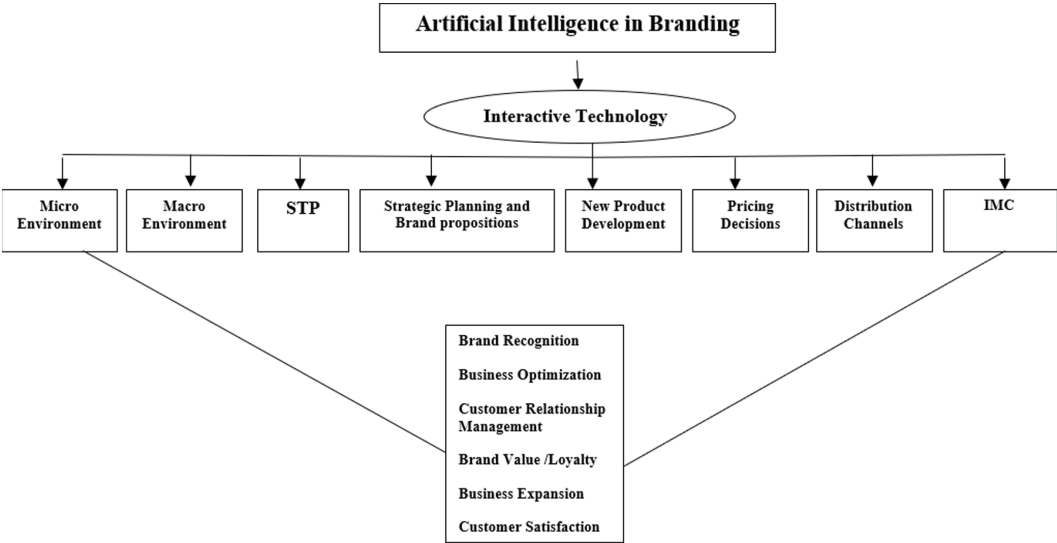 Artificial Intelligence in Branding
Interactive Technology
Micro
Environment
Macro
Environment
STP
Strategic Planning and
Brand propositions
New Product
Development
Pricing
Decisions
Distribution
Channels
IMC
Brand Recognition
Business Optimization
Customer Relationship
Management
Brand Value /Loyalty
Business Expansion
Customer Satisfaction